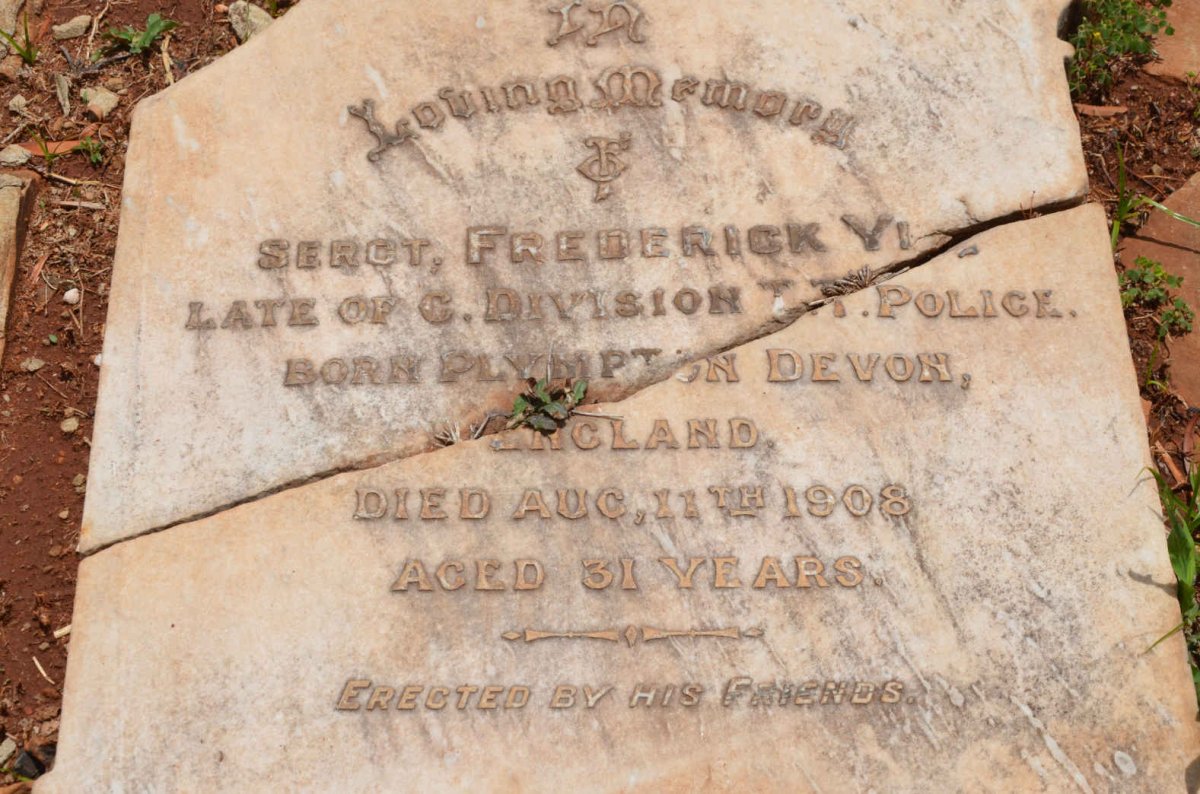 In
Loving Memory
of
SERGT, FREDERICK
LATE OF C. DIVISION T.P. POLICE.
BORN PLYMPTON DEVON,
ENGLAND.
DIED AUG, 11TH 1908
AGED 31 YEARS.
ERECTED BY HIS FRIENDS.